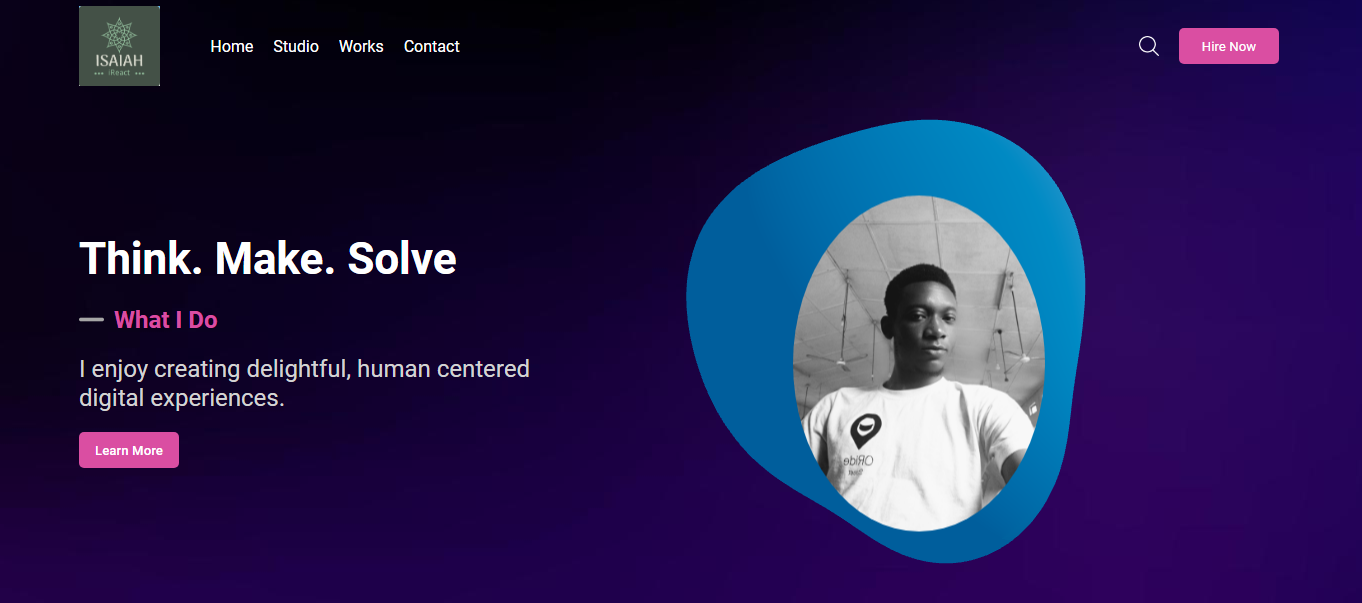 ISAIAH
iReact
Home Studio Works Contact
Hire Now
Think. Make. Solve
What I Do
I enjoy creating delightful, human centered
digital experiences.
Learn More
ORide